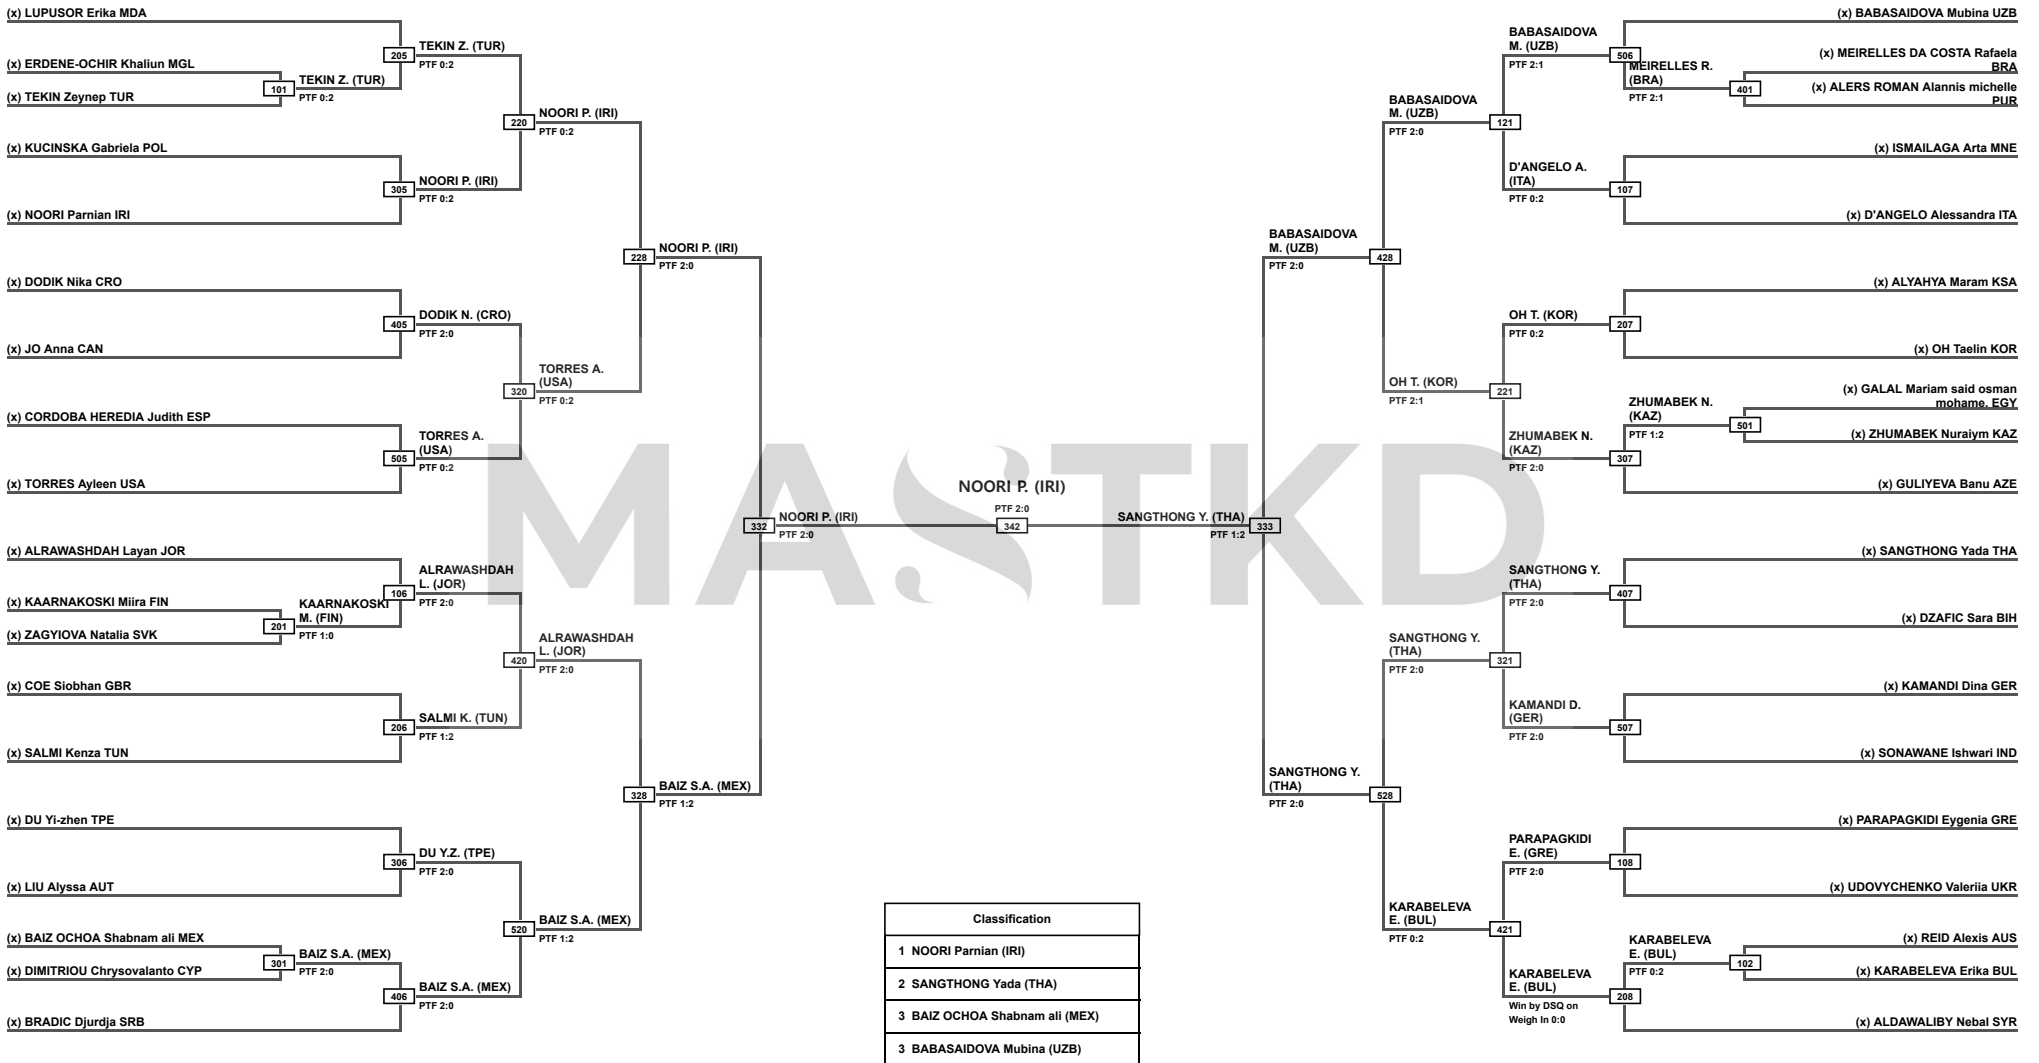 (x) LUPUSOR Erika MDA
205
TEKIN Z. (TUR)
PTF 0:2
(x) ERDENE-OCHIR Khaliun MGL
101
TEKIN Z. (TUR)
PTF 0:2
(x) TEKIN Zeynep TUR
220
NOORI P. (IRI)
PTF 0:2
(x) KUCINSKA Gabriela POL
305
NOORI P. (IRI)
PTF 0:2
(x) NOORI Parnian IRI
228
NOORI P. (IRI)
PTF 2:0
(x) DODIK Nika CRO
405
DODIK N. (CRO)
PTF 2:0
(x) JO Anna CAN
320
TORRES A.
(USA)
PTF 0:2
(x) CORDOBA HEREDIA Judith ESP
505
TORRES A.
(USA)
PTF 0:2
(x) TORRES Ayleen USA
332
NOORI P. (IRI)
PTF 2:0
(x) ALRAWASHDAH Layan JOR
106
ALRAWASHDAH
L. (JOR)
PTF 2:0
(x) KAARNAKOSKI Miira FIN
201
KAARNAKOSKI
M. (FIN)
PTF 1:0
(x) ZAGYIOVA Natalia SVK
420
ALRAWASHDAH
L. (JOR)
PTF 2:0
(x) COE Siobhan GBR
206
SALMI K. (TUN)
PTF 1:2
(x) SALMI Kenza TUN
328
BAIZ S.A. (MEX)
PTF 1:2
(x) DU Yi-zhen TPE
306
DU Y.Z. (TPE)
PTF 2:0
(x) LIU Alyssa AUT
520
BAIZ S.A. (MEX)
PTF 1:2
(x) BAIZ OCHOA Shabnam ali MEX
301
BAIZ S.A. (MEX)
PTF 2:0
(x) DIMITRIOU Chrysovalanto CYP
406
BAIZ S.A. (MEX)
PTF 2:0
(x) BRADIC Djurdja SRB
MASTKD
NOORI P. (IRI)
PTF 2:0
342
SANGTHONG Y. (THA)
PTF 1:2
333
(x) BABASAIDOVA Mubina UZB
BABASAIDOVA
M. (UZB)
PTF 2:1
506
(x) MEIRELLES DA COSTA Rafaela
BRA
MEIRELLES R.
(BRA)
PTF 2:1
401
(x) ALERS ROMAN Alannis michelle
PUR
BABASAIDOVA
M. (UZB)
PTF 2:0
121
(x) ISMAILAGA Arta MNE
D'ANGELO A.
(ITA)
PTF 0:2
107
(x) D'ANGELO Alessandra ITA
BABASAIDOVA
M. (UZB)
PTF 2:0
428
(x) ALYAHYA Maram KSA
OH T. (KOR)
PTF 0:2
207
(x) OH Taelin KOR
OH T. (KOR)
PTF 2:1
221
(x) GALAL Mariam said osman
mohame. EGY
ZHUMABEK N.
(KAZ)
PTF 1:2
501
(x) ZHUMABEK Nuraiym KAZ
ZHUMABEK N.
(KAZ)
PTF 2:0
307
(x) GULIYEVA Banu AZE
(x) SANGTHONG Yada THA
SANGTHONG Y.
(THA)
PTF 2:0
407
(x) DZAFIC Sara BIH
SANGTHONG Y.
(THA)
PTF 2:0
321
(x) KAMANDI Dina GER
KAMANDI D.
(GER)
PTF 2:0
507
(x) SONAWANE Ishwari IND
SANGTHONG Y.
(THA)
PTF 2:0
528
(x) PARAPAGKIDI Eygenia GRE
PARAPAGKIDI
E. (GRE)
PTF 2:0
108
(x) UDOVYCHENKO Valeriia UKR
KARABELEVA
E. (BUL)
PTF 0:2
421
(x) REID Alexis AUS
KARABELEVA
E. (BUL)
PTF 0:2
102
(x) KARABELEVA Erika BUL
KARABELEVA
E. (BUL)
Win by DSQ on
Weigh In 0:0
208
(x) ALDAWALIBY Nebal SYR
Classification
1 NOORI Parnian (IRI)
2 SANGTHONG Yada (THA)
3 BAIZ OCHOA Shabnam ali (MEX)
3 BABASAIDOVA Mubina (UZB)